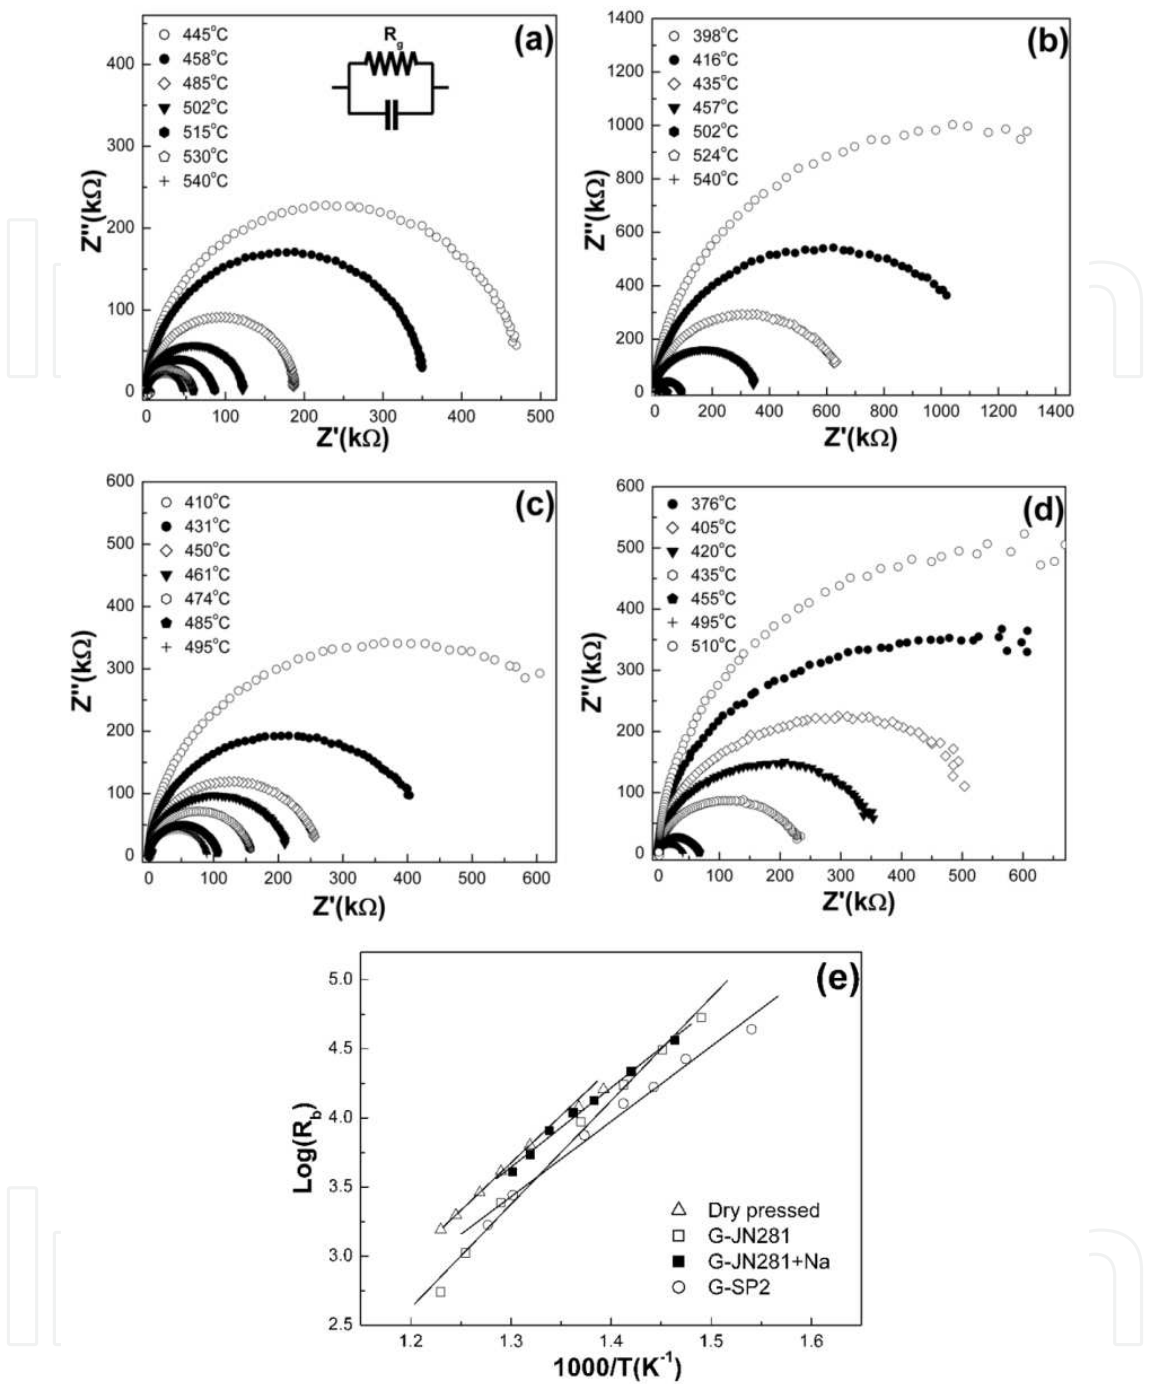 (a)
445°C
458°C
485°C
502°C
515°C
530°C
540°C
R_g
400
300
200
100
0
0 100 200 300 400 500
Z''(kΩ)
Z'(kΩ)
(b)
398°C
416°C
435°C
457°C
502°C
524°C
540°C
1400
1200
1000
800
600
400
200
0
0 200 400 600 800 1000 1200 1400
Z''(kΩ)
Z'(kΩ)
(c)
410°C
431°C
450°C
461°C
474°C
485°C
495°C
600
500
400
300
200
100
0
0 100 200 300 400 500 600
Z''(kΩ)
Z'(kΩ)
(d)
376°C
405°C
420°C
435°C
455°C
495°C
510°C
600
500
400
300
200
100
0
0 100 200 300 400 500 600
Z''(kΩ)
Z'(kΩ)
(e)
5.0
4.5
4.0
3.5
3.0
2.5
1.2 1.3 1.4 1.5 1.6
Log(R_b)
1000/T(K⁻¹)
Dry pressed
G-JN281
G-JN281+Na
G-SP2